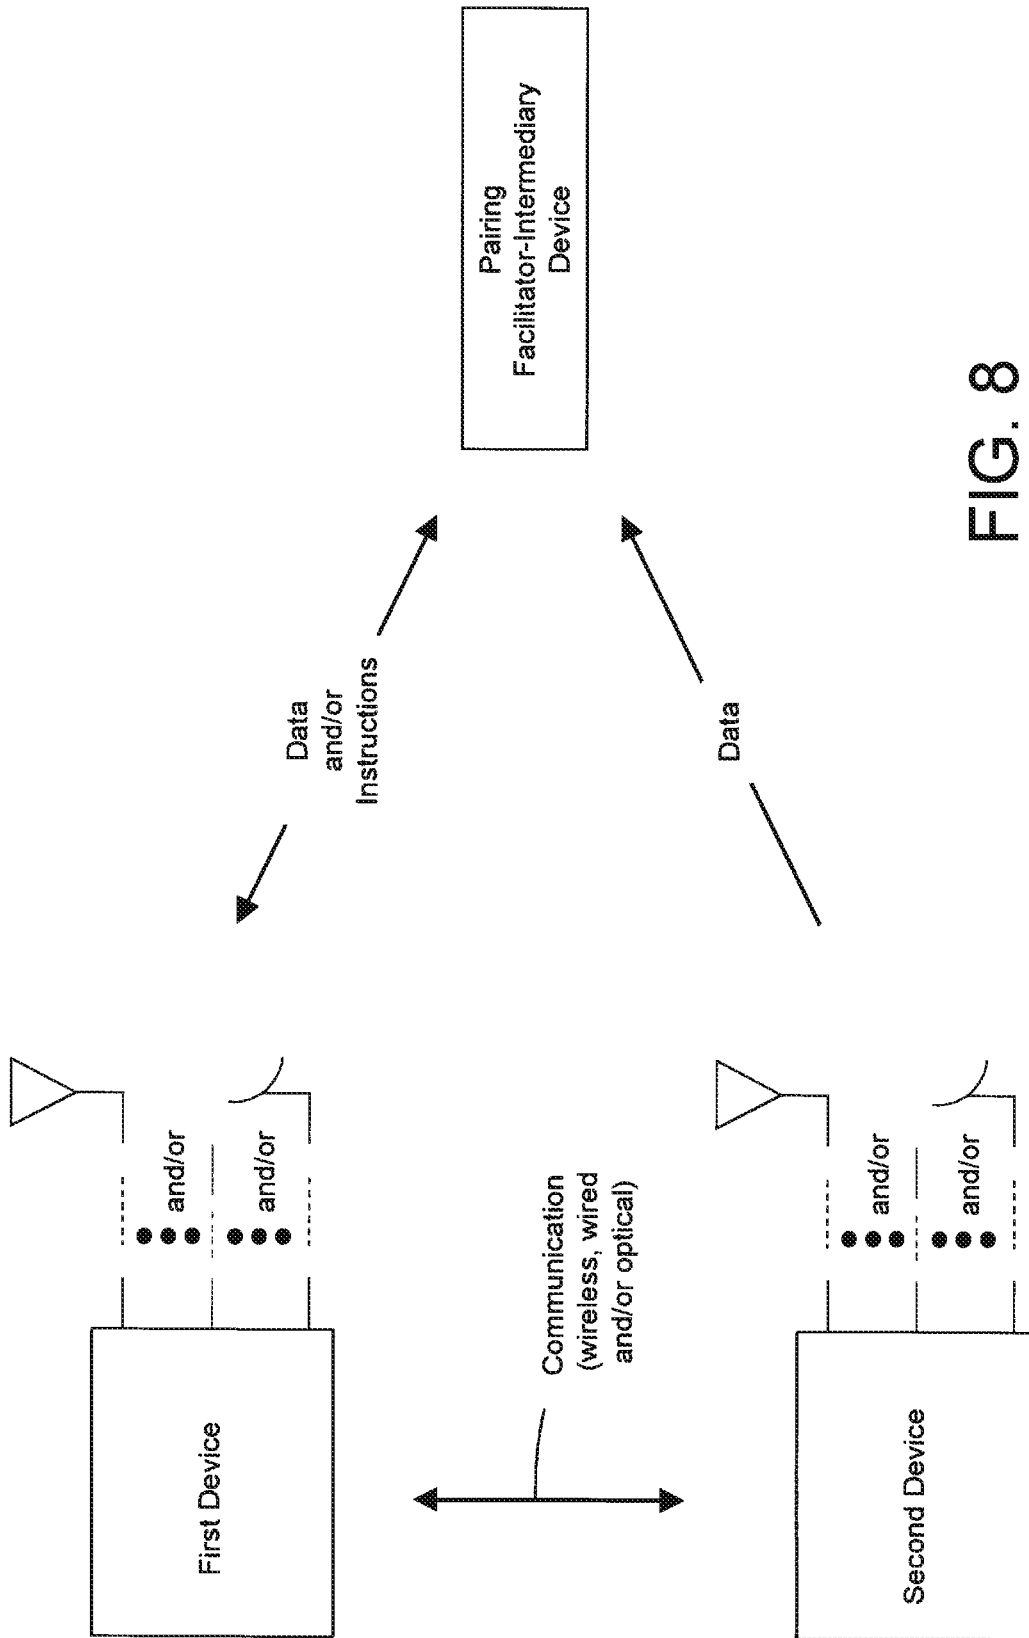 First Device
and/or
and/or
Data
and/or
Instructions
Pairing
Facilitator-Intermediary
Device
Communication
(wireless, wired
and/or optical)
Data
Second Device
and/or
and/or
FIG. 8